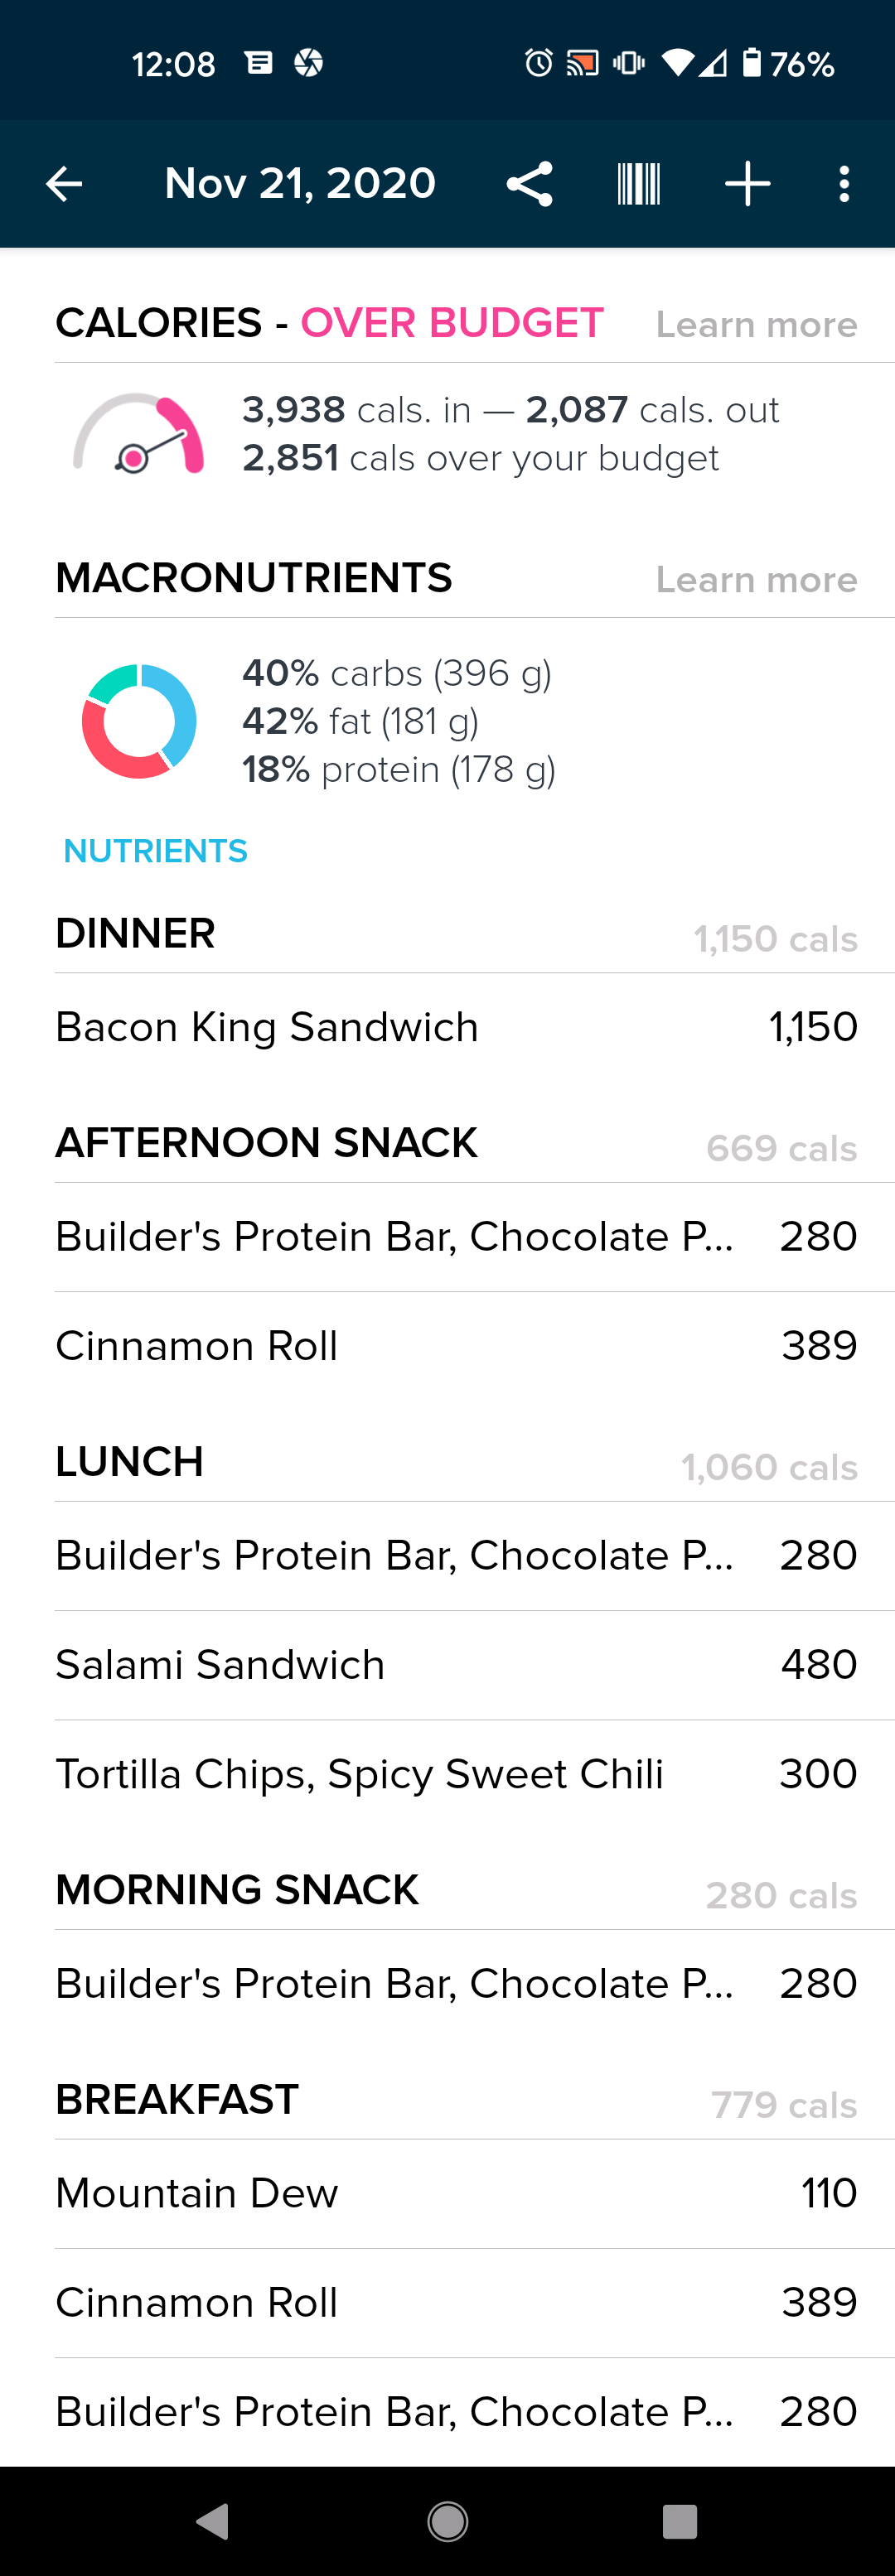 12:08 76%
Nov 21, 2020
CALORIES - OVER BUDGET Learn more
3,938 cals. in — 2,087 cals. out
2,851 cals over your budget
MACRONUTRIENTS Learn more
40% carbs (396 g)
42% fat (181 g)
18% protein (178 g)
NUTRIENTS
DINNER 1,150 cals
Bacon King Sandwich 1,150
AFTERNOON SNACK 669 cals
Builder's Protein Bar, Chocolate P... 280
Cinnamon Roll 389
LUNCH 1,060 cals
Builder's Protein Bar, Chocolate P... 280
Salami Sandwich 480
Tortilla Chips, Spicy Sweet Chili 300
MORNING SNACK 280 cals
Builder's Protein Bar, Chocolate P... 280
BREAKFAST 779 cals
Mountain Dew 110
Cinnamon Roll 389
Builder's Protein Bar, Chocolate P... 280